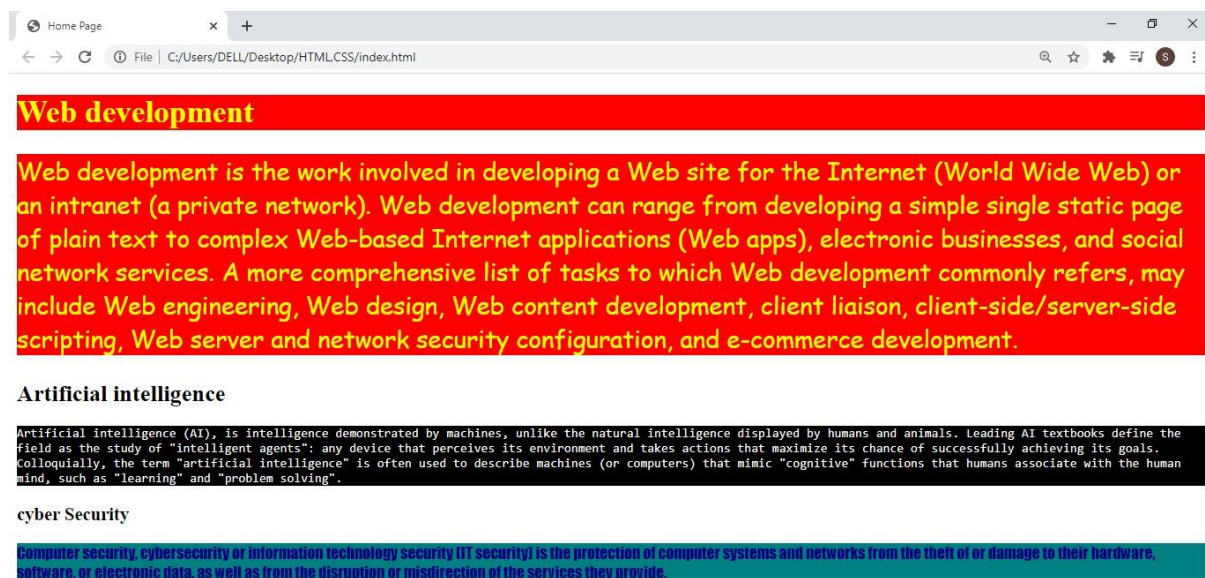 Home Page
File | C:/Users/DELL/Desktop/HTML,CSS/index.html
S
Web development
Web development is the work involved in developing a Web site for the Internet (World Wide Web) or
an intranet (a private network). Web development can range from developing a simple single static page
of plain text to complex Web-based Internet applications (Web apps), electronic businesses, and social
network services. A more comprehensive list of tasks to which Web development commonly refers, may
include Web engineering, Web design, Web content development, client liaison, client-side/server-side
scripting, Web server and network security configuration, and e-commerce development.
Artificial intelligence
Artificial intelligence (AI), is intelligence demonstrated by machines, unlike the natural intelligence displayed by humans and animals. Leading AI textbooks define the
field as the study of "intelligent agents": any device that perceives its environment and takes actions that maximize its chance of successfully achieving its goals.
Colloquially, the term "artificial intelligence" is often used to describe machines (or computers) that mimic "cognitive" functions that humans associate with the human
mind, such as "learning" and "problem solving".
cyber Security
Computer security, cybersecurity or information technology security (IT security) is the protection of computer systems and networks from the theft of or damage to their hardware,
software, or electronic data, as well as from the disruption or misdirection of the services they provide.